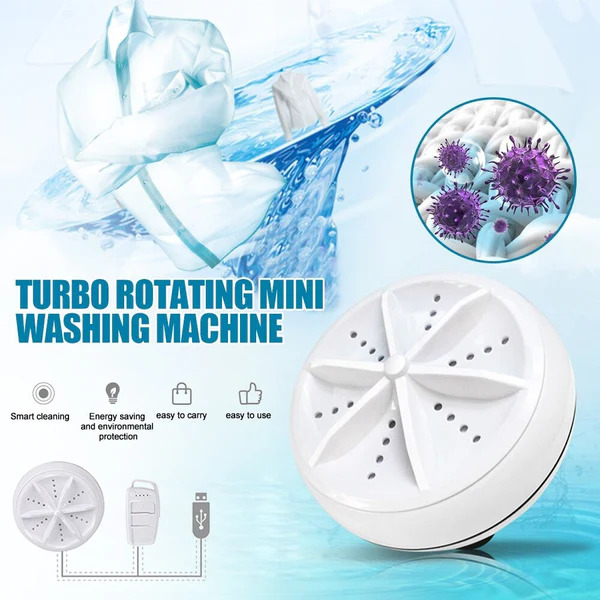 TURBO ROTATING MINI
WASHING MACHINE
Smart cleaning
Energy saving
and environmental
protection
easy to carry
easy to use